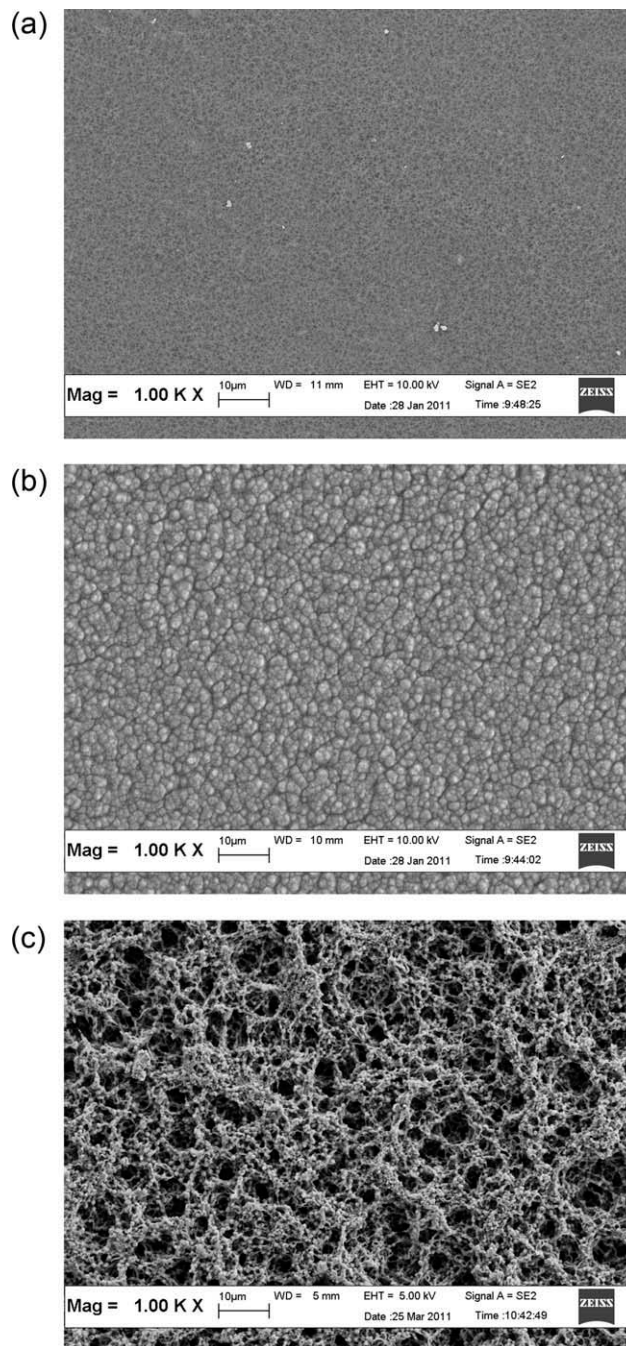 (a)
Mag = 1.00 K X 10µm WD = 11 mm EHT = 10.00 kV Signal A = SE2 ZEISS
Date :28 Jan 2011 Time :9:48:25
(b)
Mag = 1.00 K X 10µm WD = 10 mm EHT = 10.00 kV Signal A = SE2 ZEISS
Date :28 Jan 2011 Time :9:44:02
(c)
Mag = 1.00 K X 10µm WD = 5 mm EHT = 5.00 kV Signal A = SE2 ZEISS
Date :25 Mar 2011 Time :10:42:49